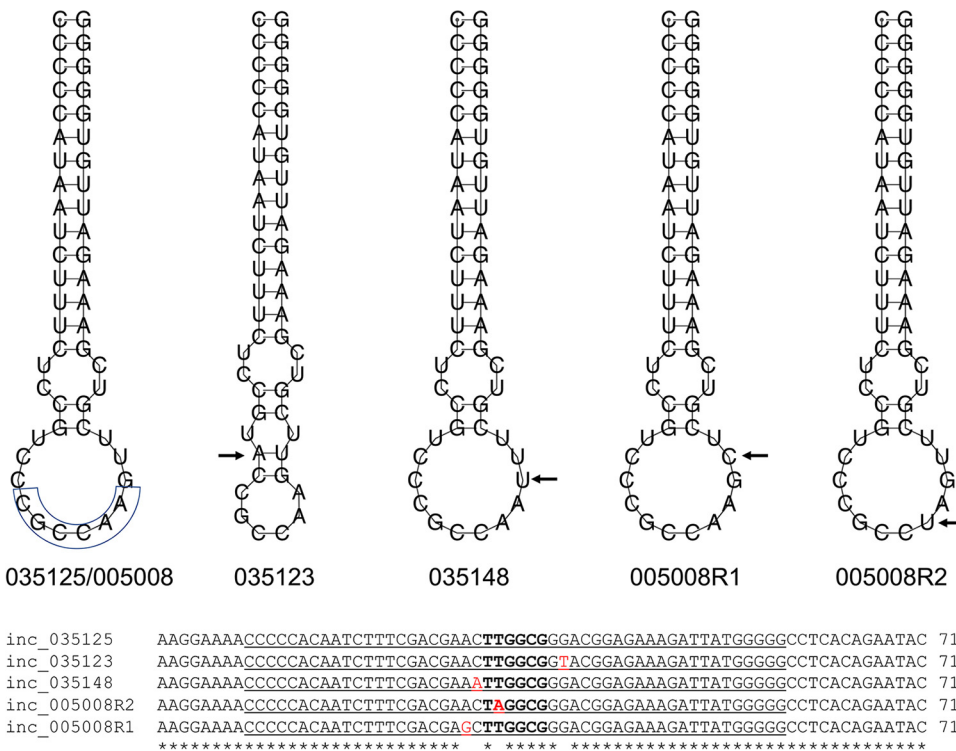 035125/005008
035123
035148
005008R1
005008R2
inc_035125 AAGGAAAACCCCCACAATCTTTCGACGAACTTGGCGGGACGGAGAAAGATTATGGGGGCCTCACAGAATAC 71
inc_035123 AAGGAAAACCCCCACAATCTTTCGACGAACTTGGCGGTACGGAGAAAGATTATGGGGGCCTCACAGAATAC 71
inc_035148 AAGGAAAACCCCCACAATCTTTCGACGAAATTGGCGGGACGGAGAAAGATTATGGGGGCCTCACAGAATAC 71
inc_005008R2 AAGGAAAACCCCCACAATCTTTCGACGAACTAGGCGGGACGGAGAAAGATTATGGGGGCCTCACAGAATAC 71
inc_005008R1 AAGGAAAACCCCCACAATCTTTCGACGAGCTTGGCGGGACGGAGAAAGATTATGGGGGCCTCACAGAATAC 71
****************************  * ***** *********************************